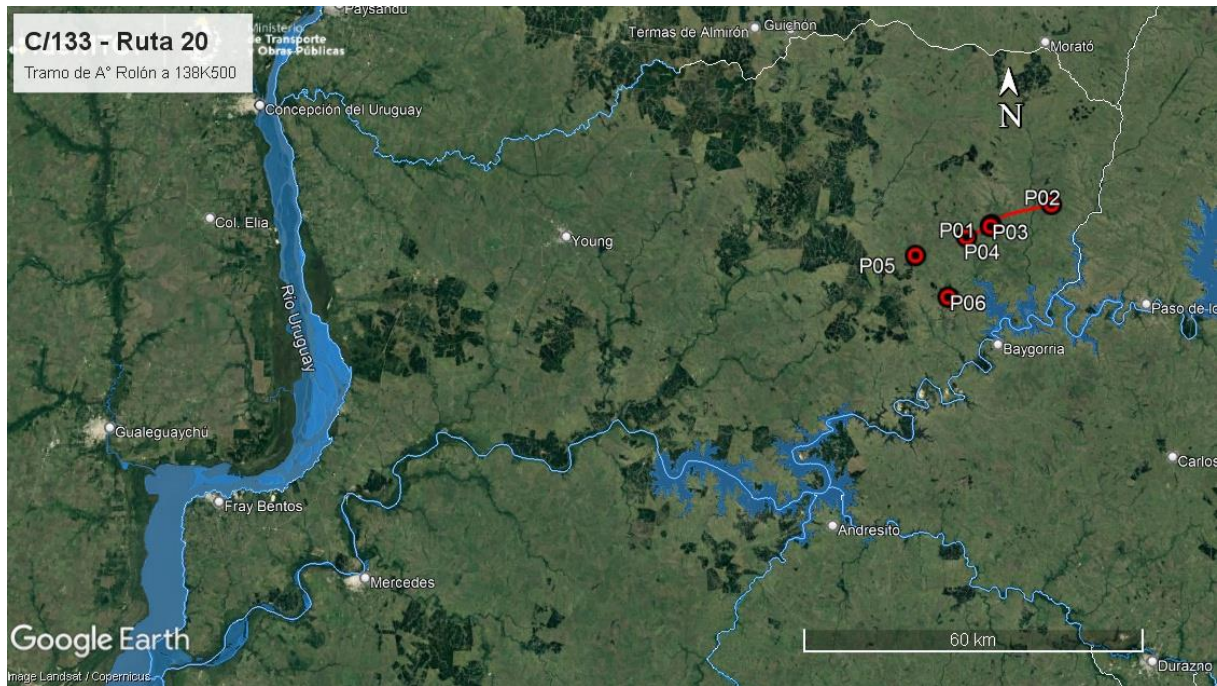 C/133 - Ruta 20
Tramo de A° Rolón a 138K500
Ministerio
de Transporte
y Obras Públicas
Paysandú
Termas de Almirón
Guichón
Morató
N
Concepción del Uruguay
Col. Elia
Young
Río Uruguay
P02
P01
P03
P04
P05
P06
Paso de lo
Baygorria
Gualeguaychú
Carlos
Fray Bentos
Andresito
Mercedes
Google Earth
60 km
Durazno
Image Landsat / Copernicus